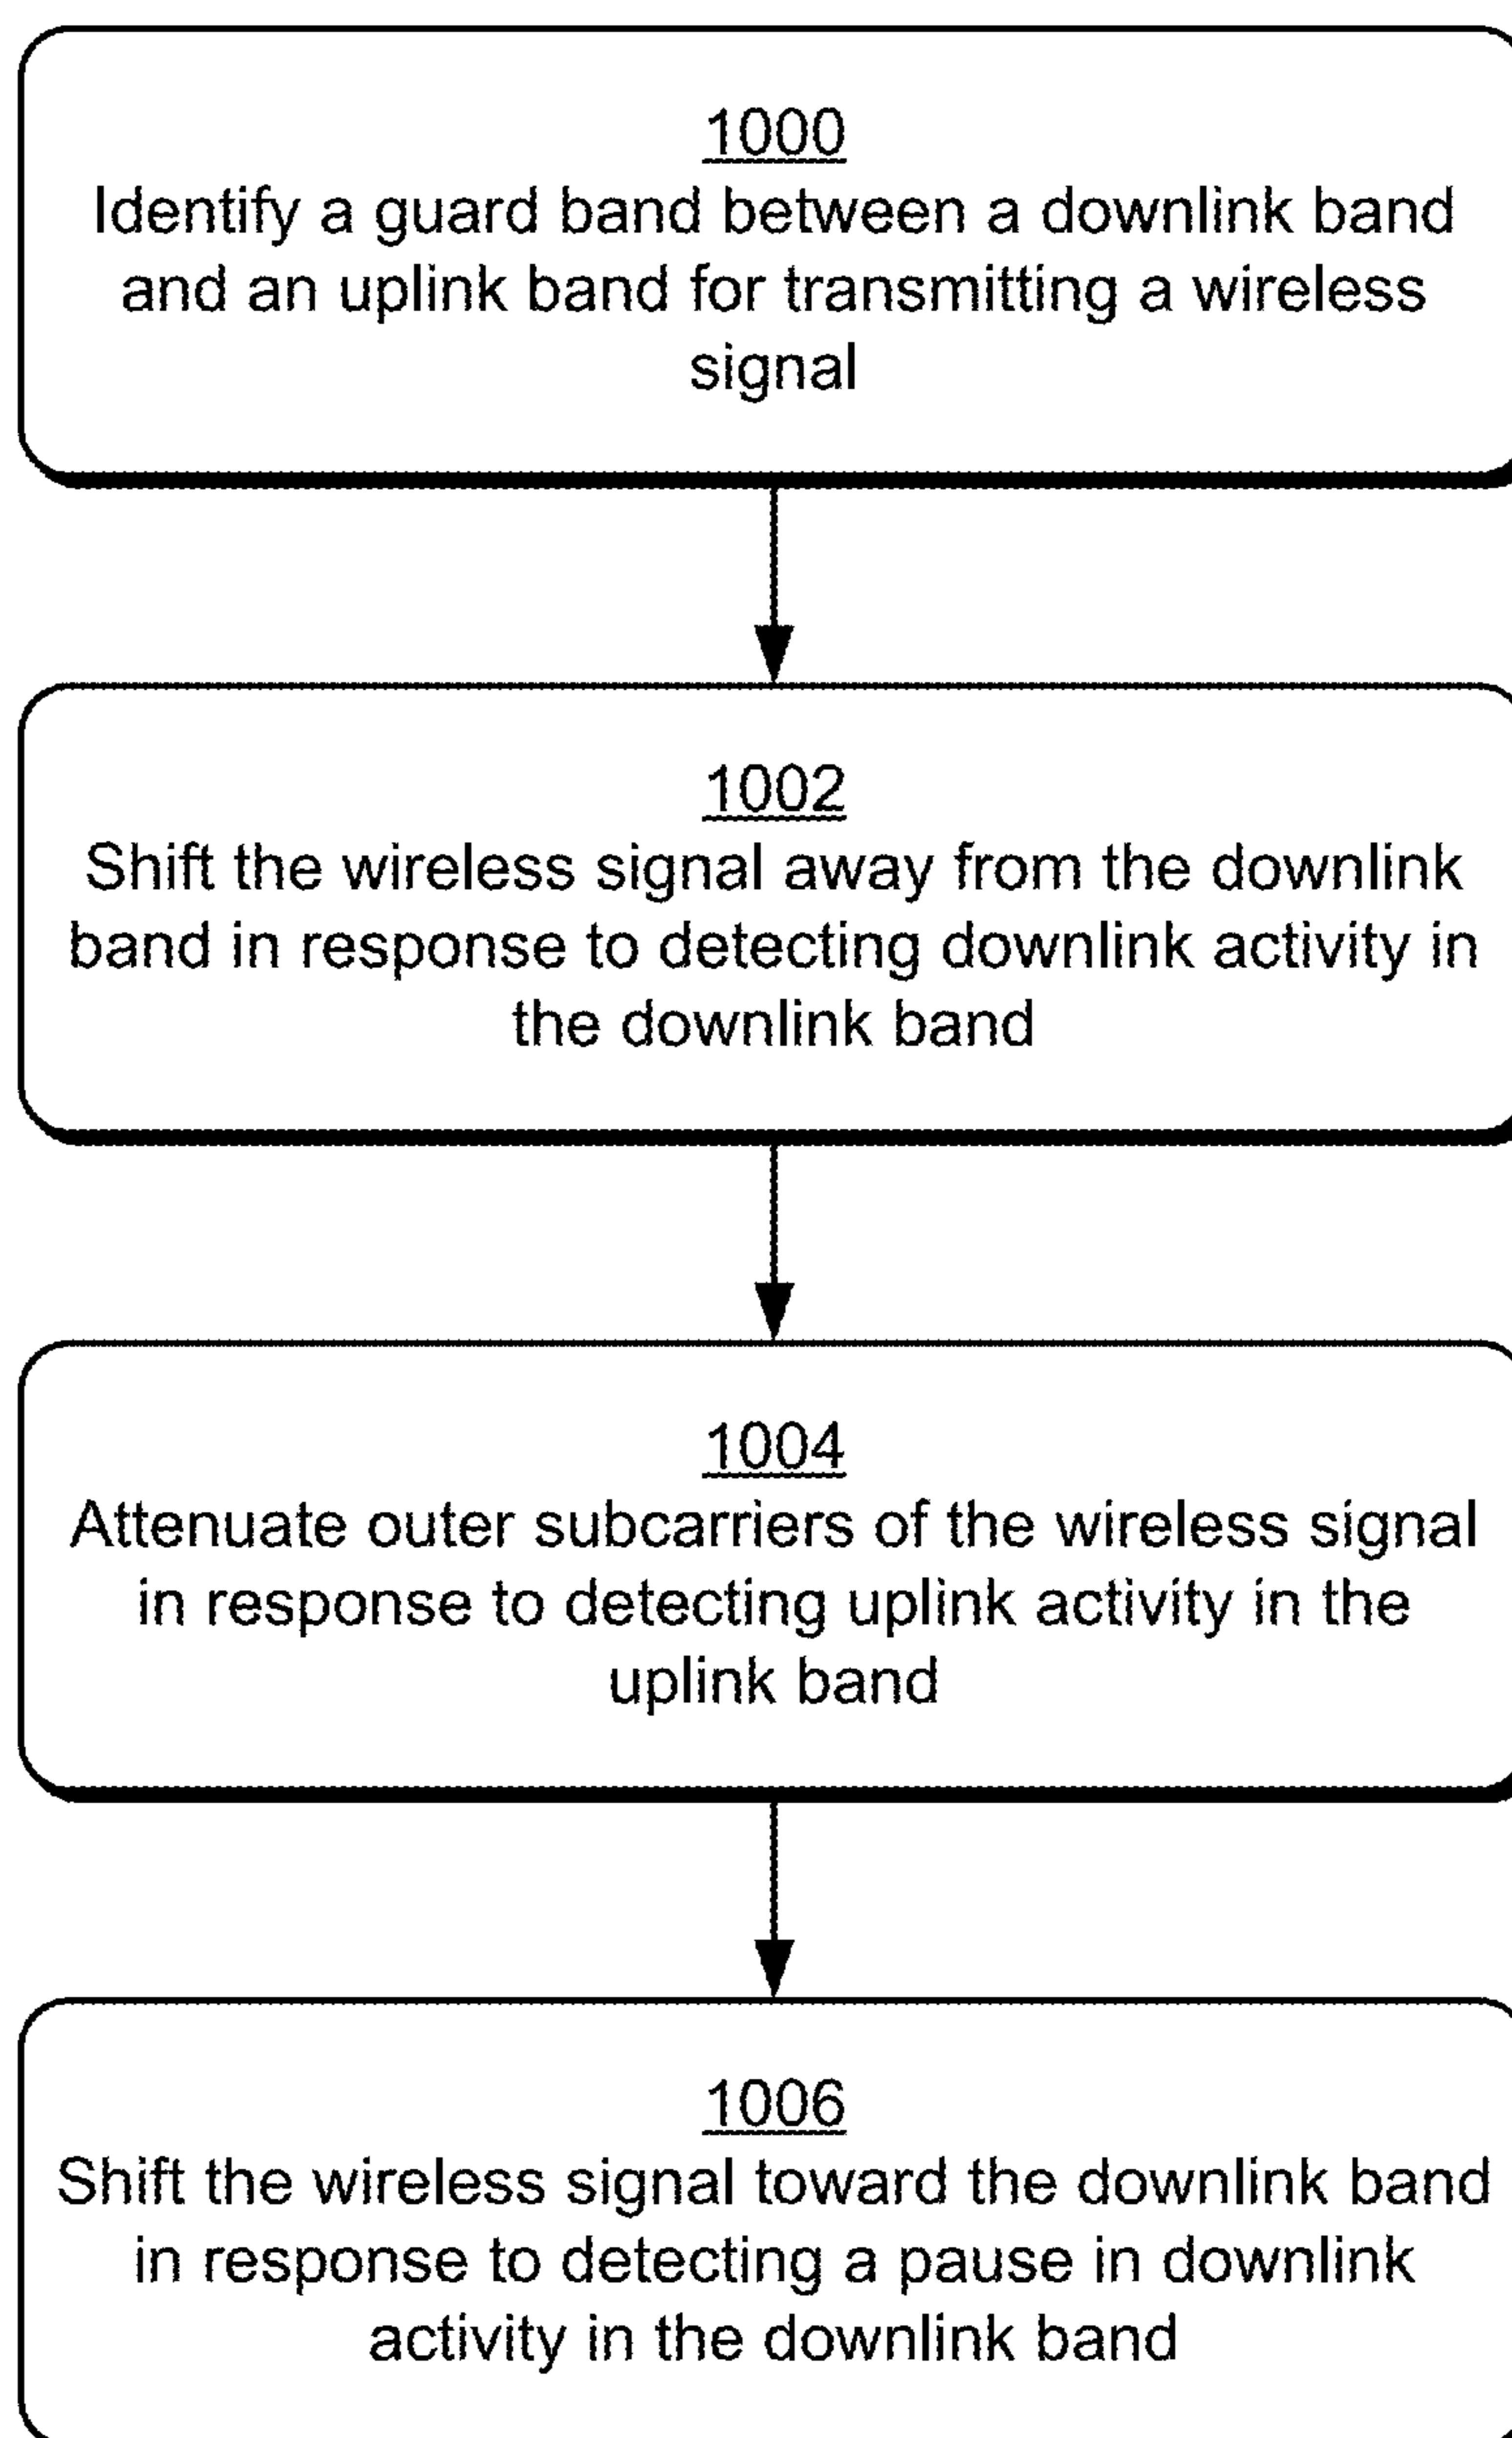 1000
Identify a guard band between a downlink band
and an uplink band for transmitting a wireless
signal
1002
Shift the wireless signal away from the downlink
band in response to detecting downlink activity in
the downlink band
1004
Attenuate outer subcarriers of the wireless signal
in response to detecting uplink activity in the
uplink band
1006
Shift the wireless signal toward the downlink band
in response to detecting a pause in downlink
activity in the downlink band